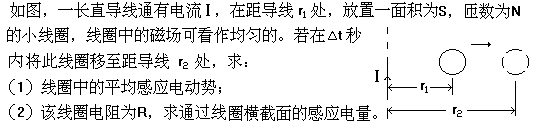 如图，一长直导线通有电流I，在距导线 r₁ 处，放置一面积为S，匝数为N
的小线圈，线圈中的磁场可看作均匀的。若在△t 秒
内将此线圈移至距导线 r₂ 处，求：
（1）线圈中的平均感应电动势；
（2）该线圈电阻为R，求通过线圈横截面的感应电量。
I
r₁
r₂